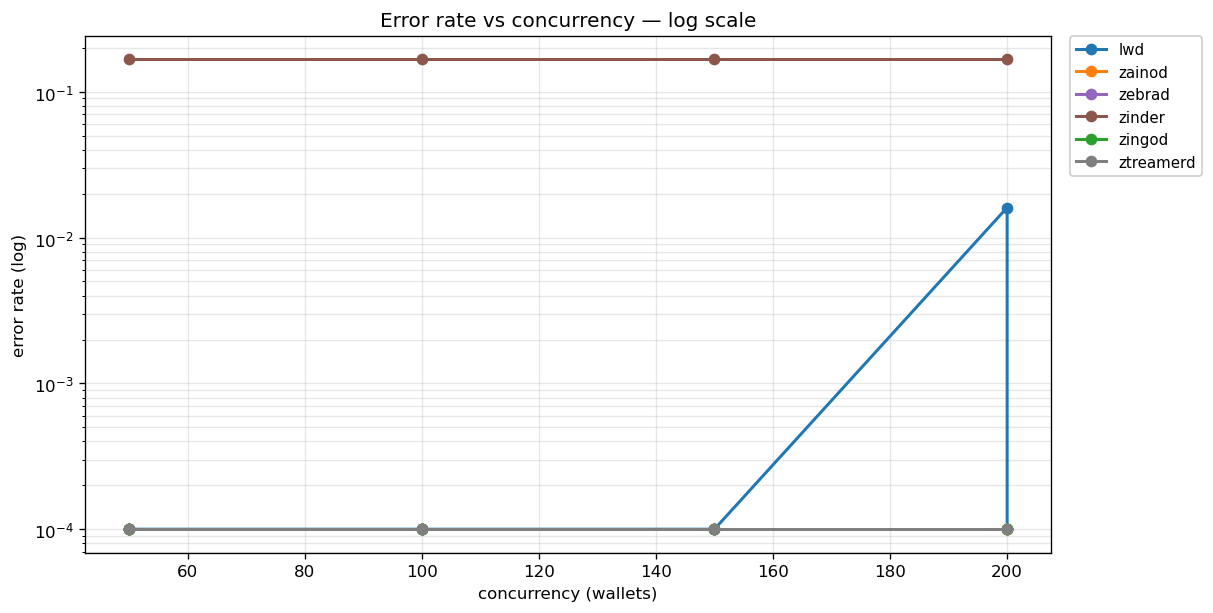 Error rate vs concurrency — log scale
error rate (log)
10⁻¹
10⁻²
10⁻³
10⁻⁴
60 80 100 120 140 160 180 200
concurrency (wallets)
lwd
zainod
zebrad
zinder
zingod
ztreamerd